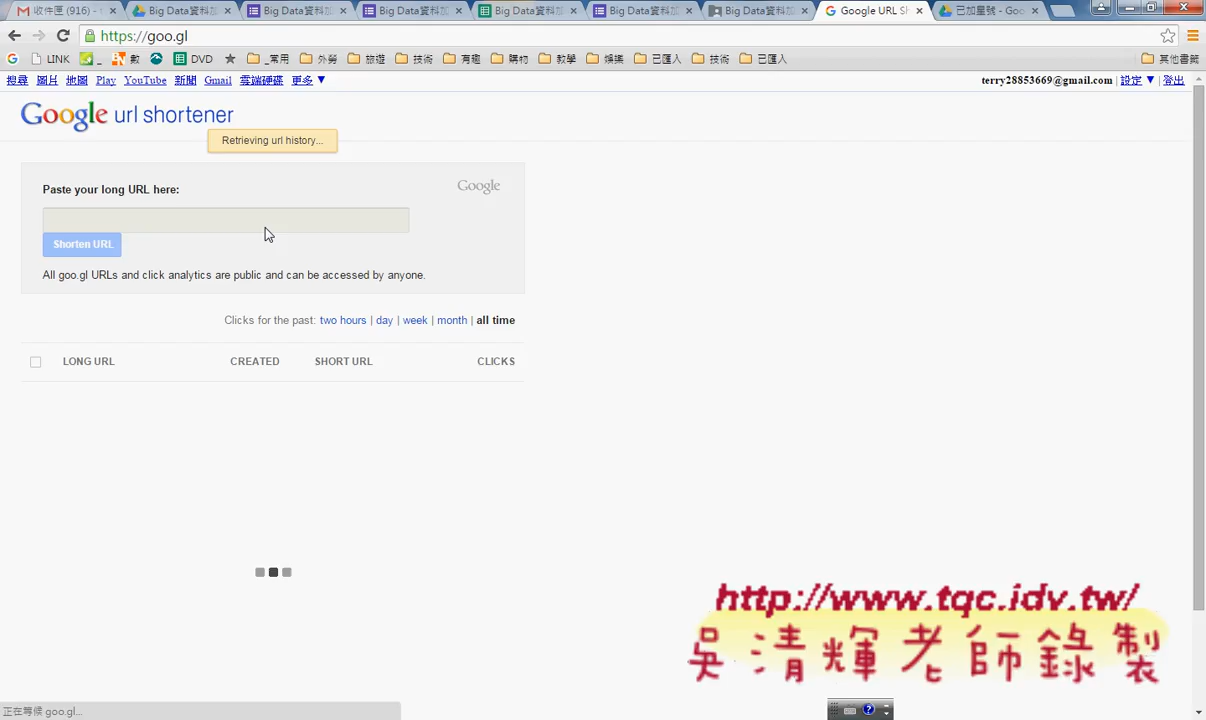 收件匣 (916) -
Big Data資料加
Big Data資料加
Big Data資料加
Big Data資料加
Big Data資料加
Big Data資料加
Google URL Sh
已加星號 - Goo
https://goo.gl
LINK
數
DVD
_常用
外勞
旅遊
技術
有趣
購物
教學
娛樂
已匯入
技術
已匯入
其他書籤
搜尋 圖片 地圖 Play YouTube 新聞 Gmail 雲端硬碟 更多 ▼
terry28853669@gmail.com | 設定 ▼ | 登出
Google url shortener
Retrieving url history...
Paste your long URL here:
Google
Shorten URL
All goo.gl URLs and click analytics are public and can be accessed by anyone.
Clicks for the past: two hours | day | week | month | all time
LONG URL CREATED SHORT URL CLICKS
http://www.tqc.idv.tw/
吳清輝老師錄製
正在等候 goo.gl...